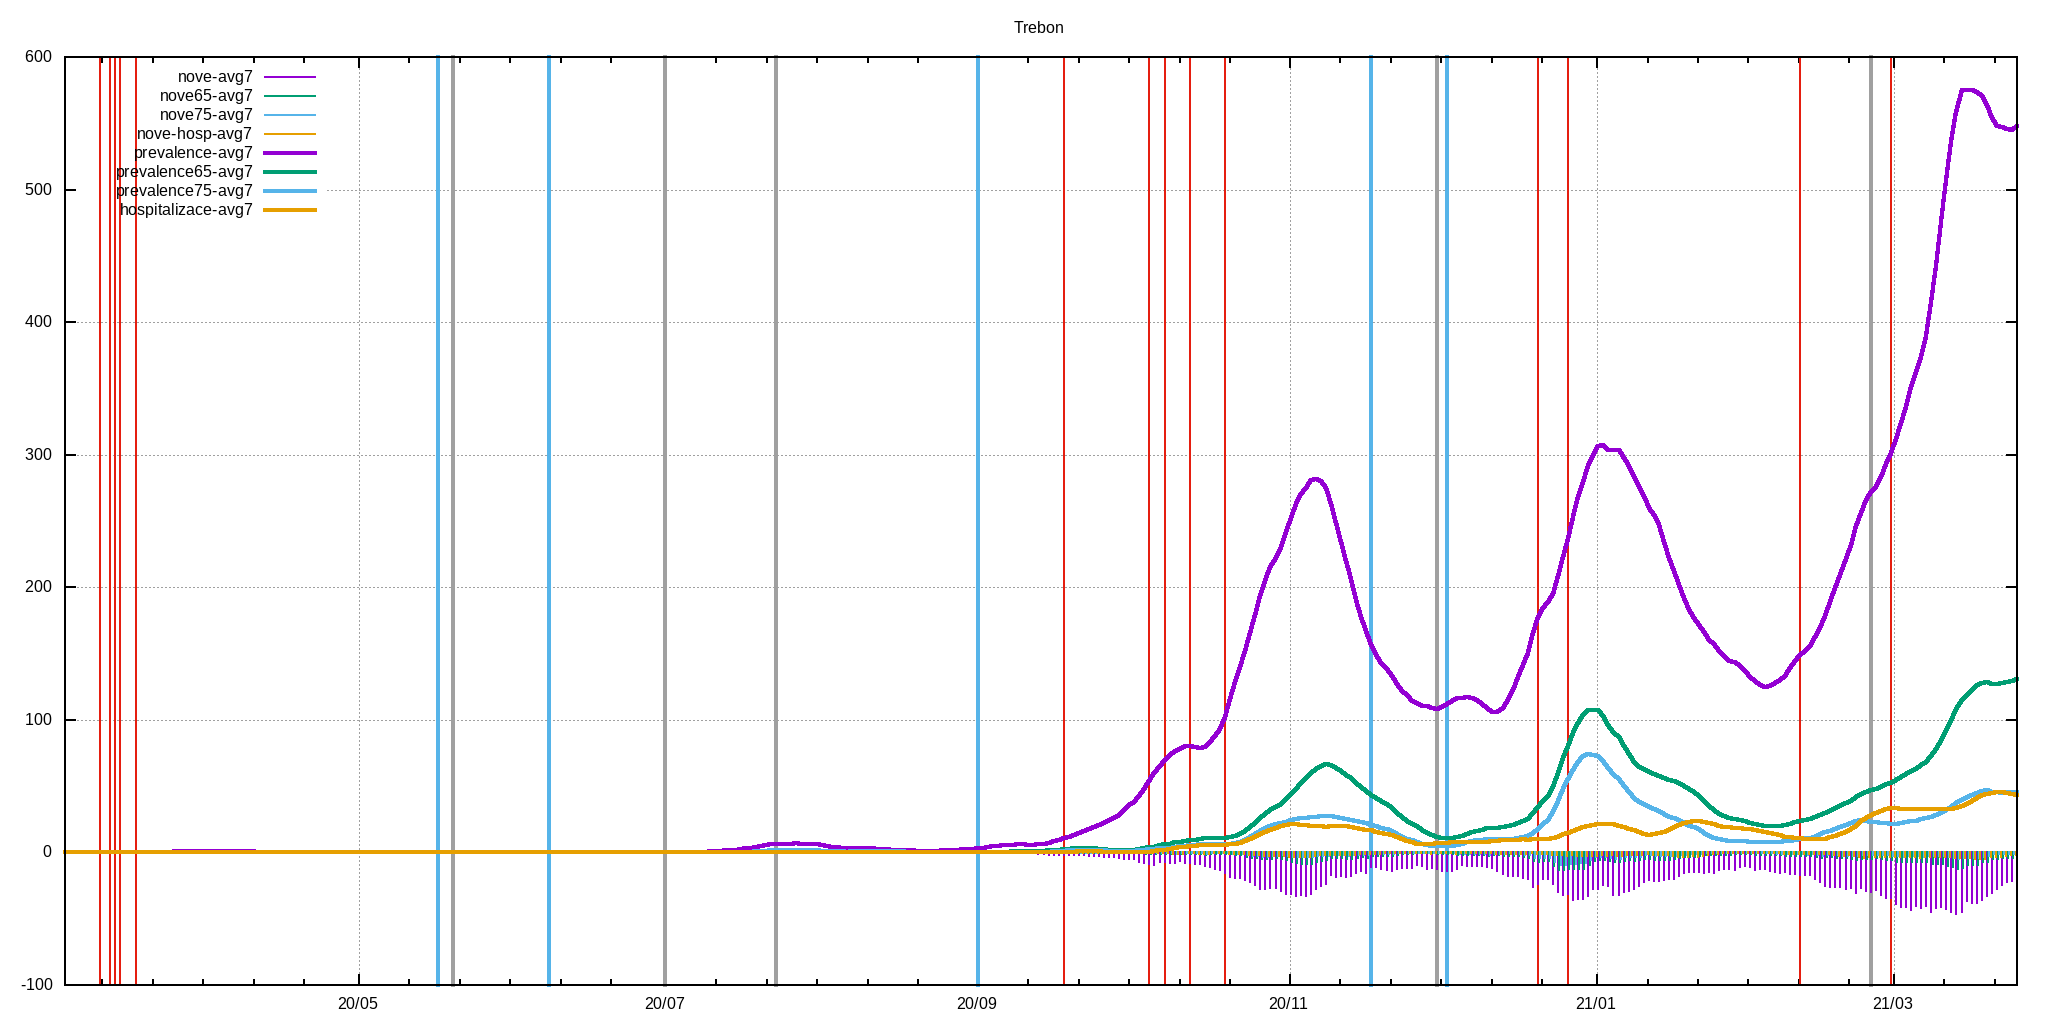 Trebon
600
500
400
300
200
100
0
-100
nove-avg7
nove65-avg7
nove75-avg7
nove-hosp-avg7
prevalence-avg7
prevalence65-avg7
prevalence75-avg7
hospitalizace-avg7
20/05 20/07 20/09 20/11 21/01 21/03